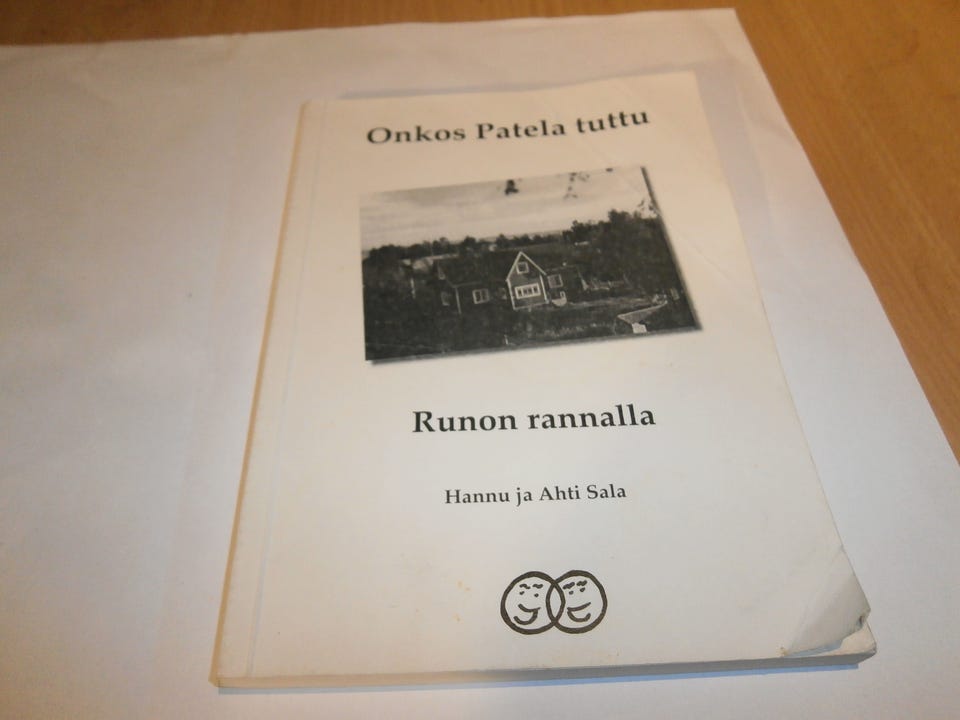 Onkos Patela tuttu
Runon rannalla
Hannu ja Ahti Sala